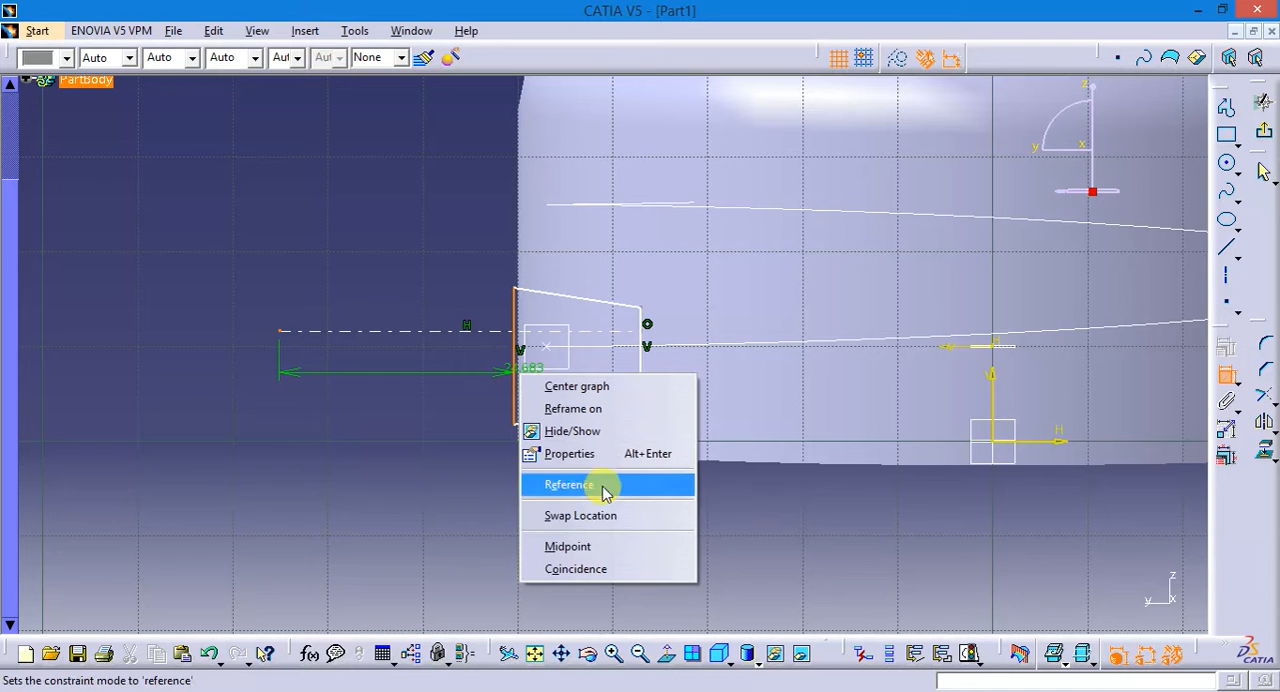 CATIA V5 - [Part1]
Start ENOVIA V5 VPM File Edit View Insert Tools Window Help
Auto Auto Auto Aut Aut None
PartBody
z
y x
H
O
V V
H
V
H
Center graph
Reframe on
Hide/Show
Properties Alt+Enter
Reference
Swap Location
Midpoint
Coincidence
z
y x
f(x)
CATIA
Sets the constraint mode to 'reference'